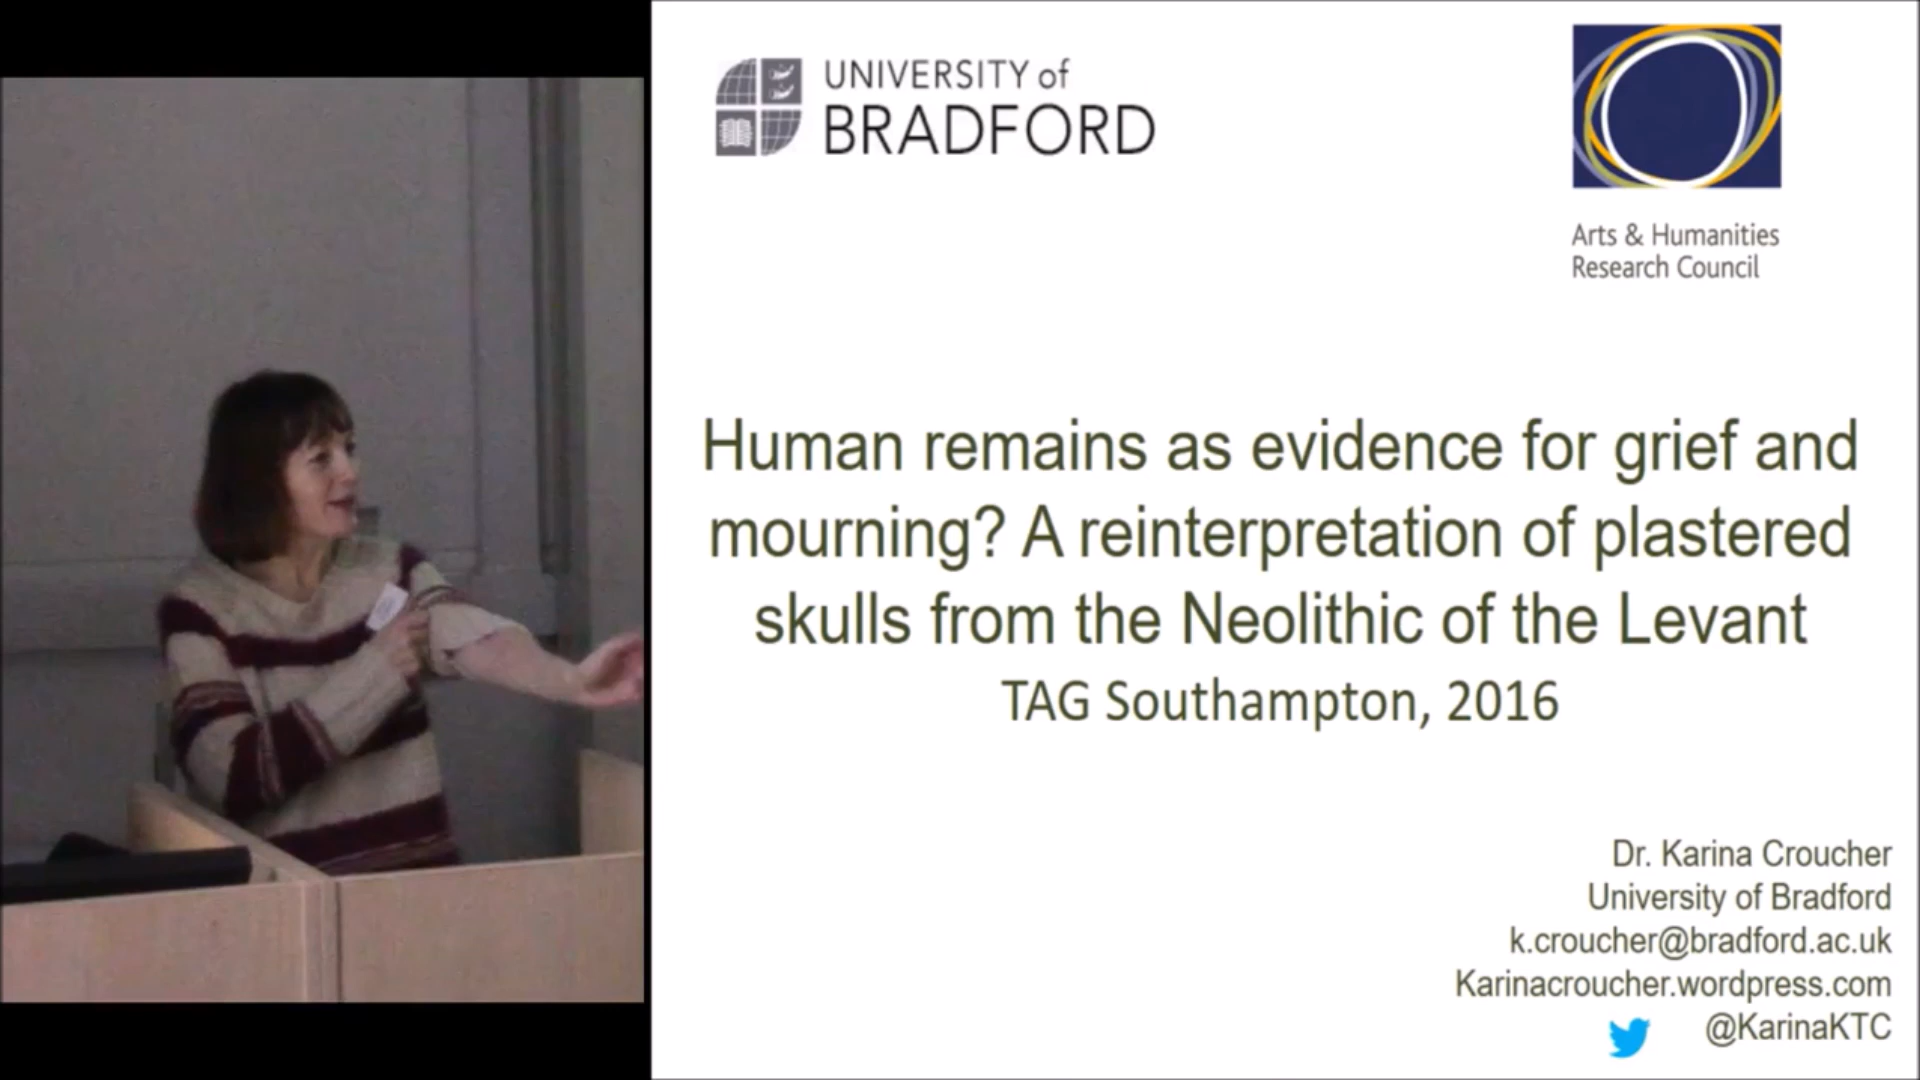 UNIVERSITY of
BRADFORD
Arts & Humanities
Research Council
Human remains as evidence for grief and
mourning? A reinterpretation of plastered
skulls from the Neolithic of the Levant
TAG Southampton, 2016
Dr. Karina Croucher
University of Bradford
k.croucher@bradford.ac.uk
Karinacroucher.wordpress.com
@KarinaKTC